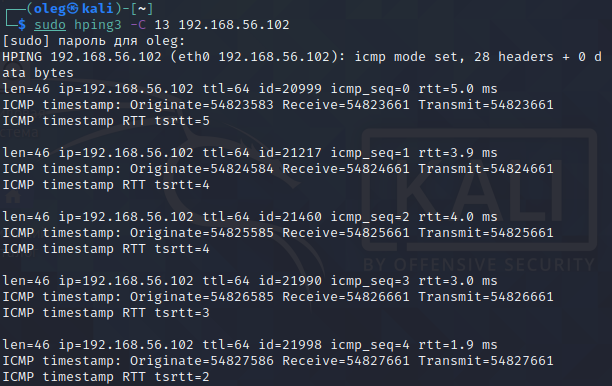 ┌──(oleg㉿kali)-[~]
└─$ sudo hping3 -C 13 192.168.56.102
[sudo] пароль для oleg:
HPING 192.168.56.102 (eth0 192.168.56.102): icmp mode set, 28 headers + 0 d
ata bytes
len=46 ip=192.168.56.102 ttl=64 id=20999 icmp_seq=0 rtt=5.0 ms
ICMP timestamp: Originate=54823583 Receive=54823661 Transmit=54823661
ICMP timestamp RTT tsrtt=5

len=46 ip=192.168.56.102 ttl=64 id=21217 icmp_seq=1 rtt=3.9 ms
ICMP timestamp: Originate=54824584 Receive=54824661 Transmit=54824661
ICMP timestamp RTT tsrtt=4

len=46 ip=192.168.56.102 ttl=64 id=21460 icmp_seq=2 rtt=4.0 ms
ICMP timestamp: Originate=54825585 Receive=54825661 Transmit=54825661
ICMP timestamp RTT tsrtt=4

len=46 ip=192.168.56.102 ttl=64 id=21990 icmp_seq=3 rtt=3.0 ms
ICMP timestamp: Originate=54826585 Receive=54826661 Transmit=54826661
ICMP timestamp RTT tsrtt=3

len=46 ip=192.168.56.102 ttl=64 id=21998 icmp_seq=4 rtt=1.9 ms
ICMP timestamp: Originate=54827586 Receive=54827661 Transmit=54827661
ICMP timestamp RTT tsrtt=2
KALI
BY OFFENSIVE SECURITY